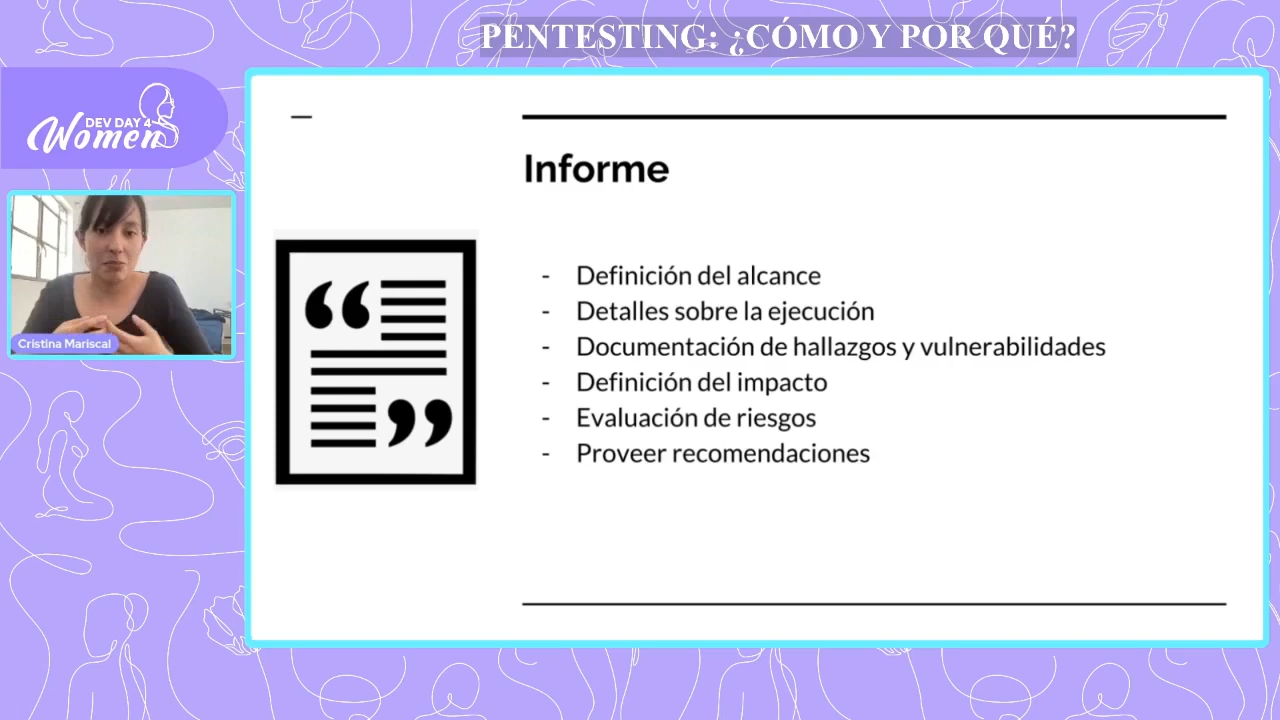 PENTESTING: ¿CÓMO Y POR QUÉ?
DEV DAY 4
Women
Cristina Mariscal
Informe
- Definición del alcance
- Detalles sobre la ejecución
- Documentación de hallazgos y vulnerabilidades
- Definición del impacto
- Evaluación de riesgos
- Proveer recomendaciones